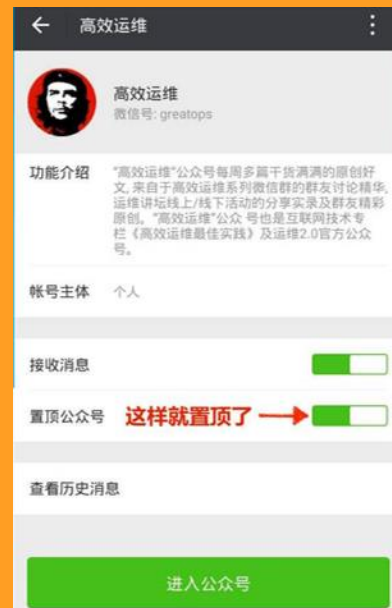 高效运维
高效运维
微信号: greatops
功能介绍
“高效运维”公众号每周多篇干货满满的原创好
文, 来自于高效运维系列微信群的群友讨论精华,
运维讲坛线上/线下活动的分享实录及群友精彩
原创。“高效运维”公众 号也是互联网技术专
栏《高效运维最佳实践》及运维2.0官方公众
号。
帐号主体 个人
接收消息
置顶公众号 这样就置顶了
查看历史消息
进入公众号